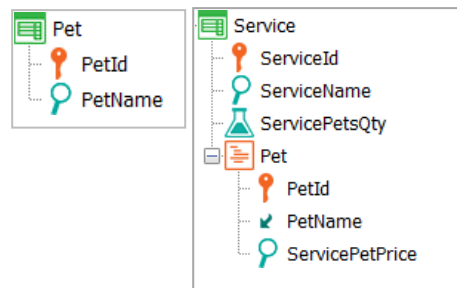 Pet
PetId
PetName
Service
ServiceId
ServiceName
ServicePetsQty
Pet
PetId
PetName
ServicePetPrice